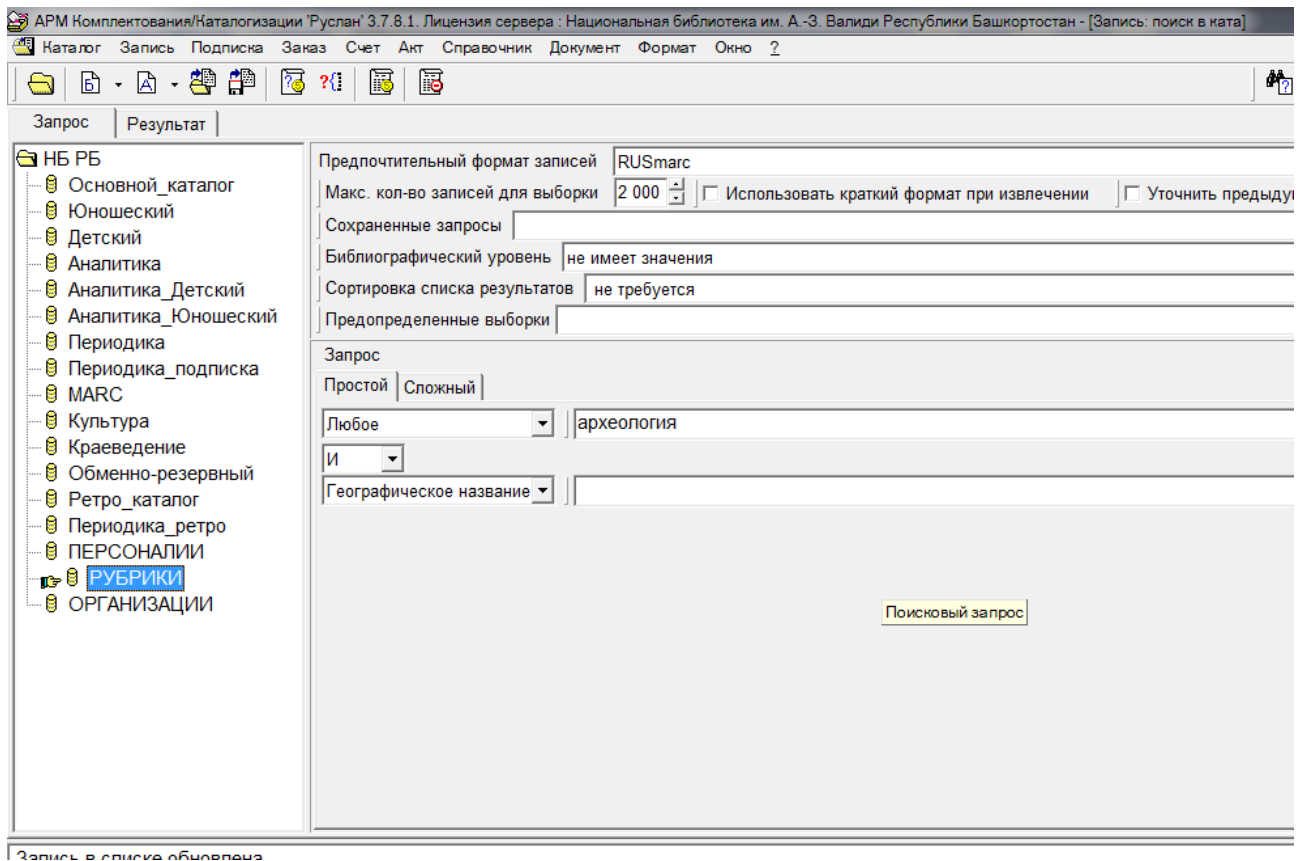 АРМ Комплектования/Каталогизации 'Руслан' 3.7.8.1. Лицензия сервера : Национальная библиотека им. А.-З. Валиди Республики Башкортостан - [Запись: поиск в ката]
Каталог Запись Подписка Заказ Счет Акт Справочник Документ Формат Окно ?
Запрос Результат
НБ РБ
Основной_каталог
Юношеский
Детский
Аналитика
Аналитика_Детский
Аналитика_Юношеский
Периодика
Периодика_подписка
MARC
Культура
Краеведение
Обменно-резервный
Ретро_каталог
Периодика_ретро
ПЕРСОНАЛИИ
РУБРИКИ
ОРГАНИЗАЦИИ
Предпочтительный формат записей RUSmarc
Макс. кол-во записей для выборки 2 000 Использовать краткий формат при извлечении Уточнить предыду
Сохраненные запросы
Библиографический уровень не имеет значения
Сортировка списка результатов не требуется
Предопределенные выборки
Запрос
Простой Сложный
Любое археология
И
Географическое название
Поисковый запрос
Запись в списке обновлена